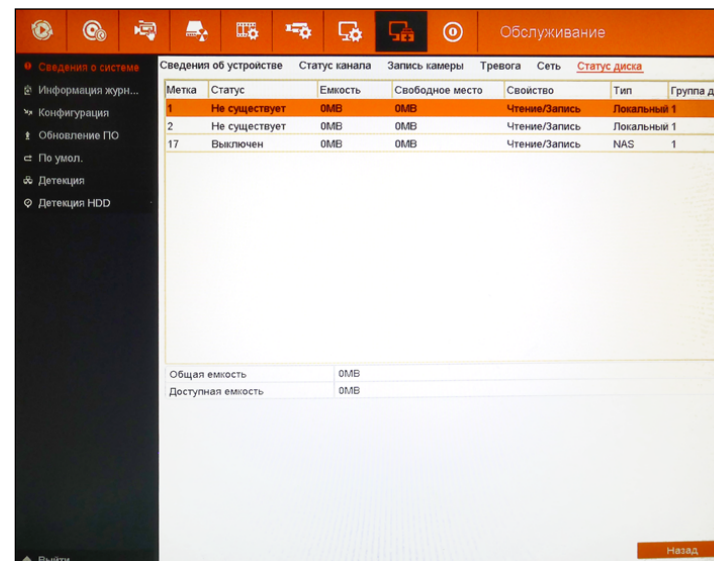 Обслуживание
Сведения о системе
Информация журн...
Конфигурация
Обновление ПО
По умол.
Детекция
Детекция HDD
Выйти
Сведения об устройстве Статус канала Запись камеры Тревога Сеть Статус диска
Метка Статус Емкость Свободное место Свойство Тип Группа д
1 Не существует 0MB 0MB Чтение/Запись Локальный 1
2 Не существует 0MB 0MB Чтение/Запись Локальный 1
17 Выключен 0MB 0MB Чтение/Запись NAS 1
Общая емкость 0MB
Доступная емкость 0MB
Назад